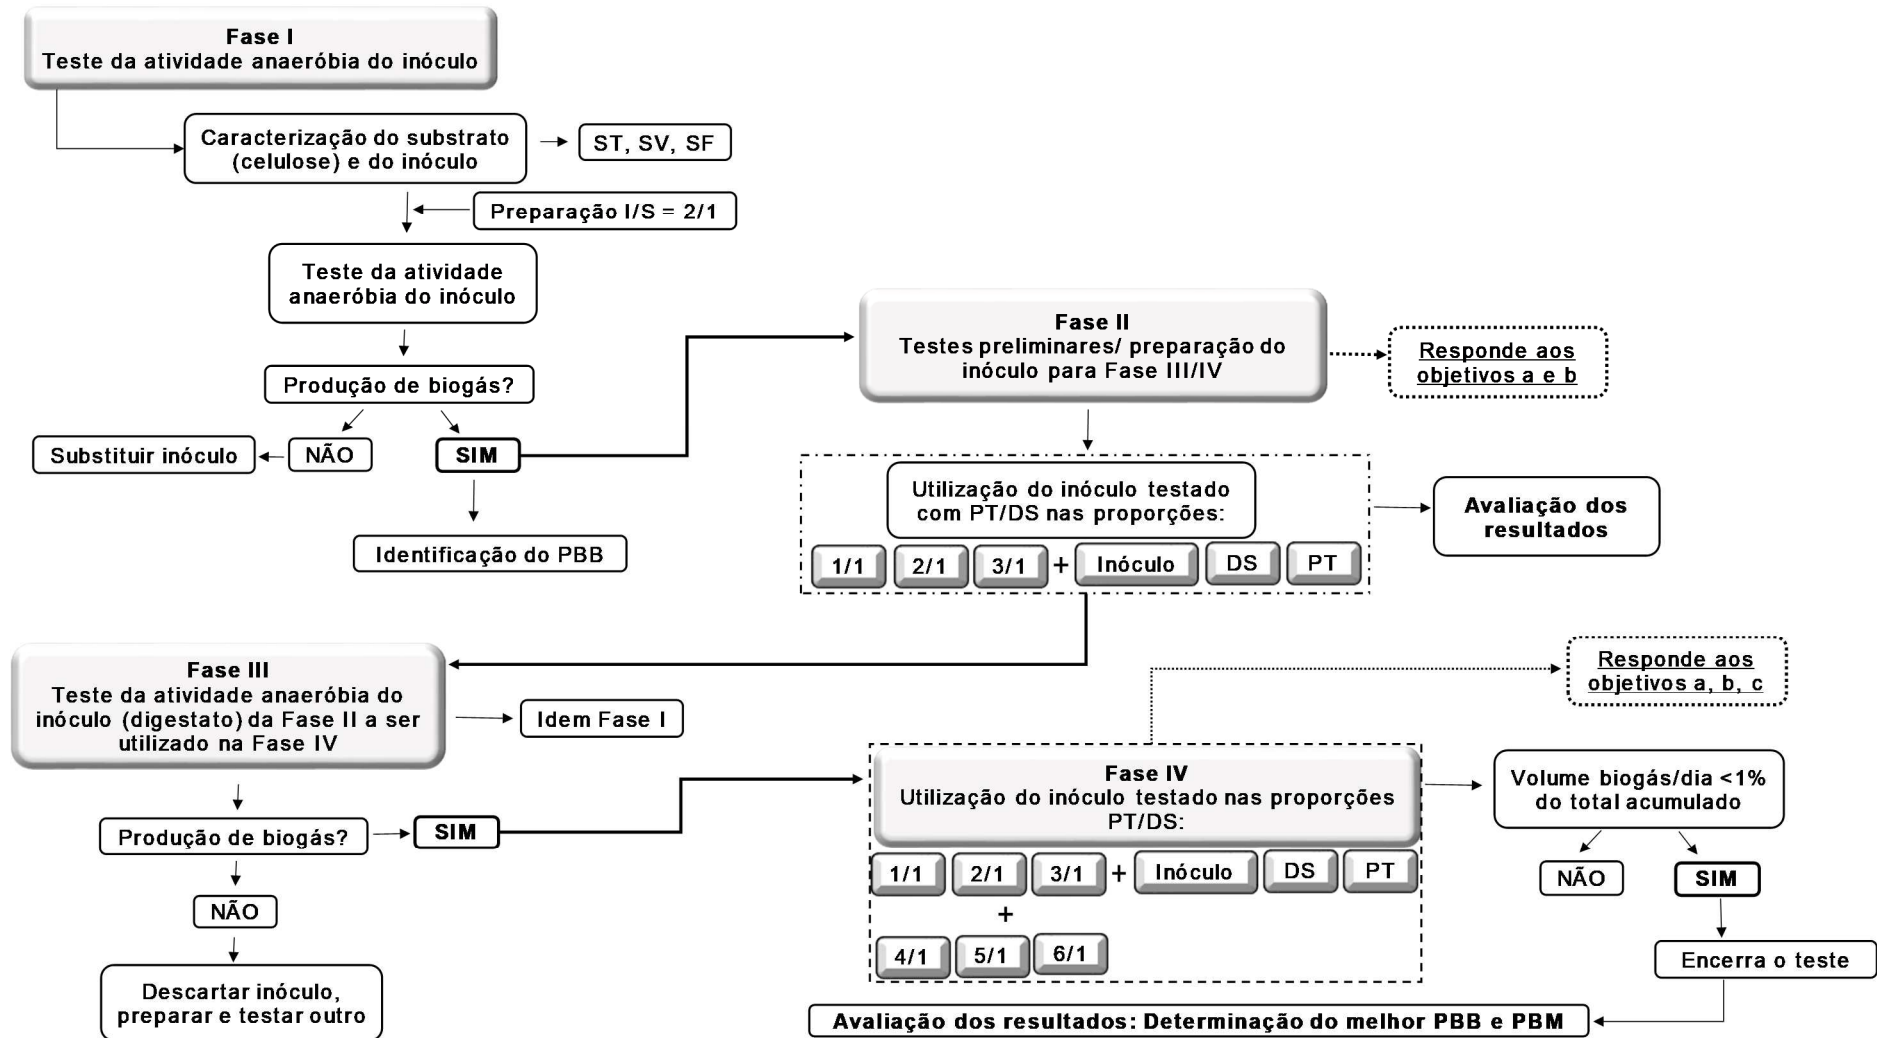 Fase I
Teste da atividade anaeróbia do inóculo
Caracterização do substrato
(celulose) e do inóculo
ST, SV, SF
Preparação I/S = 2/1
Teste da atividade
anaeróbia do inóculo
Produção de biogás?
Substituir inóculo
NÃO
SIM
Identificação do PBB
Fase II
Testes preliminares/ preparação do
inóculo para Fase III/IV
Responde aos
objetivos a e b
Utilização do inóculo testado
com PT/DS nas proporções:
1/1 2/1 3/1 + Inóculo DS PT
Avaliação dos
resultados
Fase III
Teste da atividade anaeróbia do
inóculo (digestato) da Fase II a ser
utilizado na Fase IV
Idem Fase I
Produção de biogás?
SIM
NÃO
Descartar inóculo,
preparar e testar outro
Responde aos
objetivos a, b, c
Fase IV
Utilização do inóculo testado nas proporções
PT/DS:
1/1 2/1 3/1 + Inóculo DS PT
+
4/1 5/1 6/1
Volume biogás/dia <1%
do total acumulado
NÃO
SIM
Encerra o teste
Avaliação dos resultados: Determinação do melhor PBB e PBM